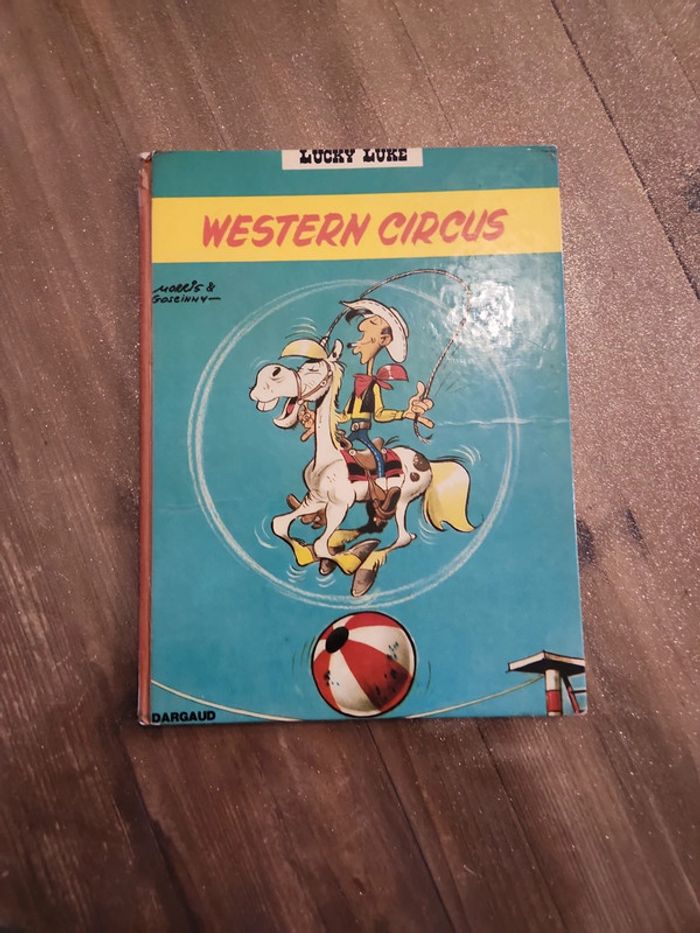 LUCKY LUKE
WESTERN CIRCUS
MORRIS &
GOSCINNY
DARGAUD